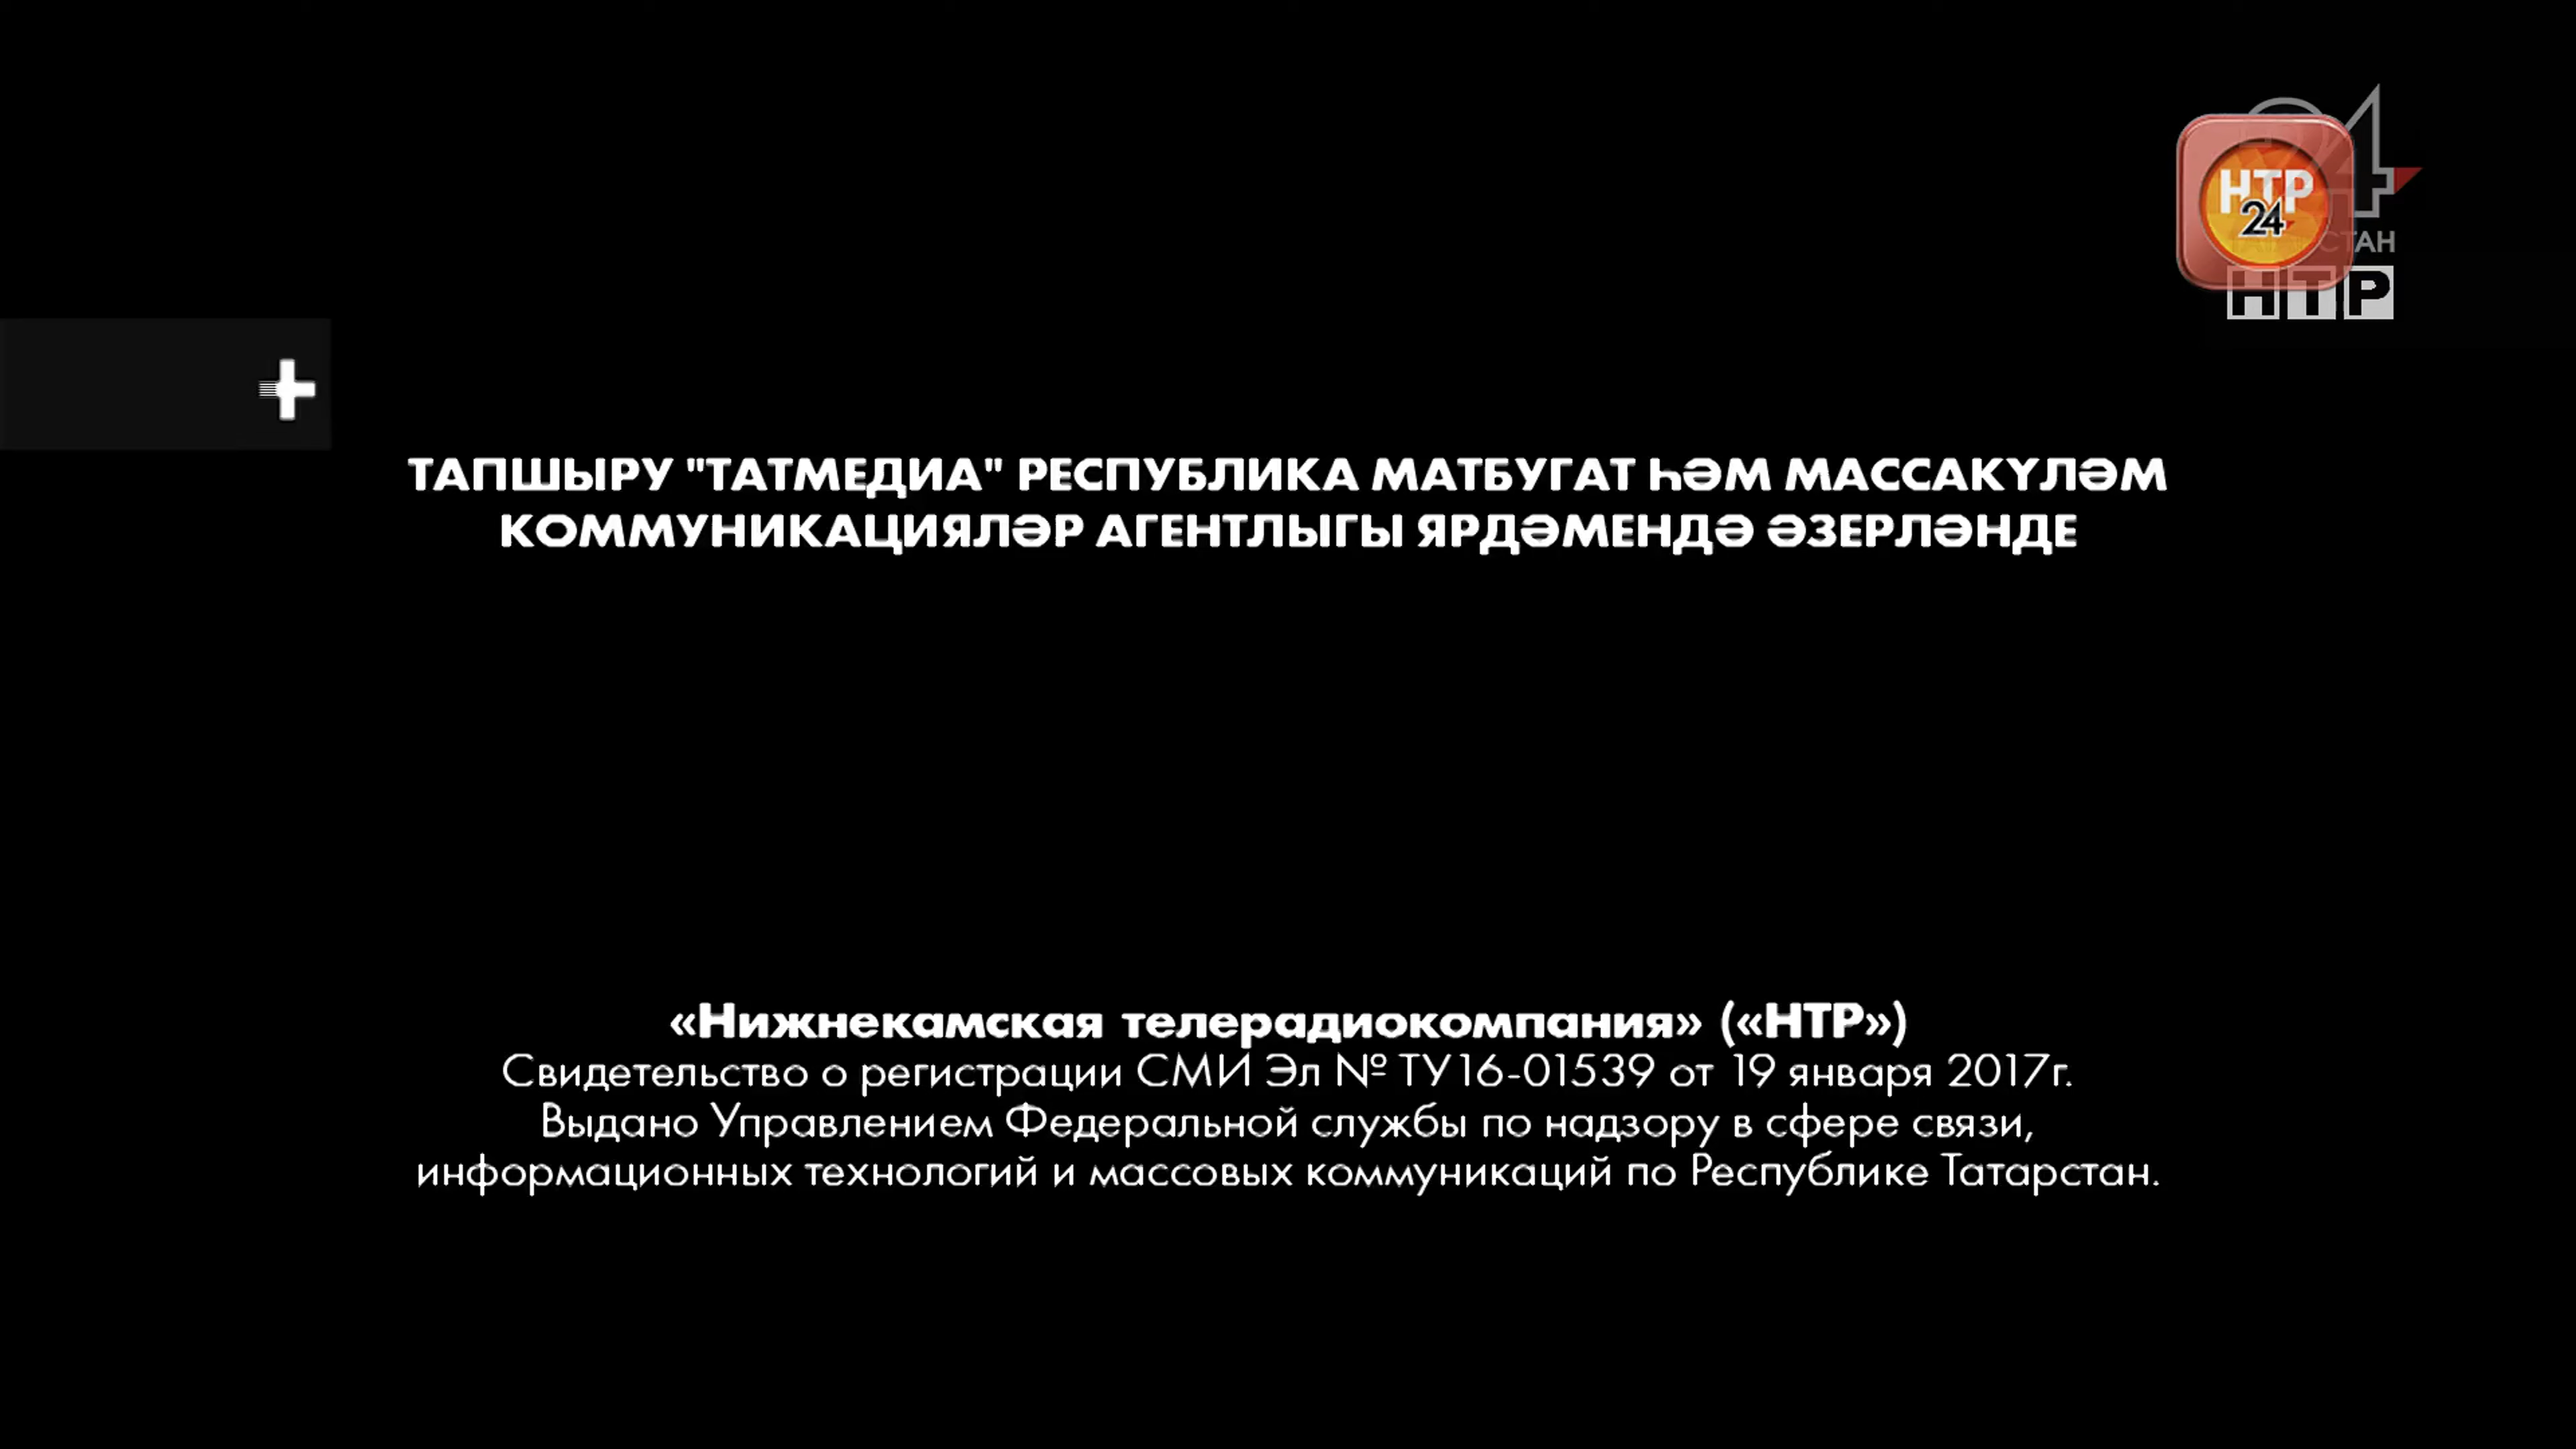 НТР
24
СТАН
НТР
+
ТАПШЫРУ "ТАТМЕДИА" РЕСПУБЛИКА МАТБУГАТ ҺӘМ МАССАКҮЛӘМ
КОММУНИКАЦИЯЛӘР АГЕНТЛЫГЫ ЯРДӘМЕНДӘ ӘЗЕРЛӘНДЕ
«Нижнекамская телерадиокомпания» («НТР»)
Свидетельство о регистрации СМИ Эл № ТУ16-01539 от 19 января 2017г.
Выдано Управлением Федеральной службы по надзору в сфере связи,
информационных технологий и массовых коммуникаций по Республике Татарстан.